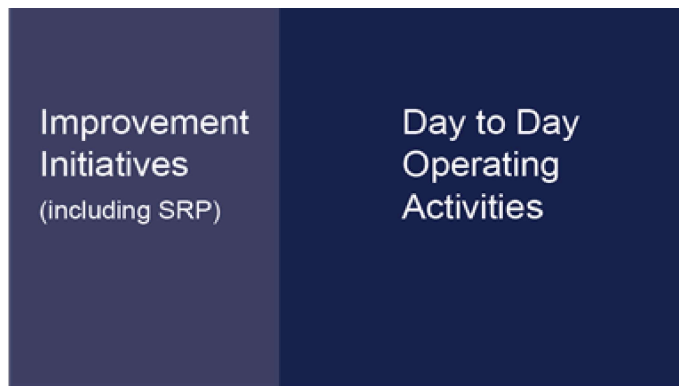 Improvement
Initiatives
(including SRP)
Day to Day
Operating
Activities